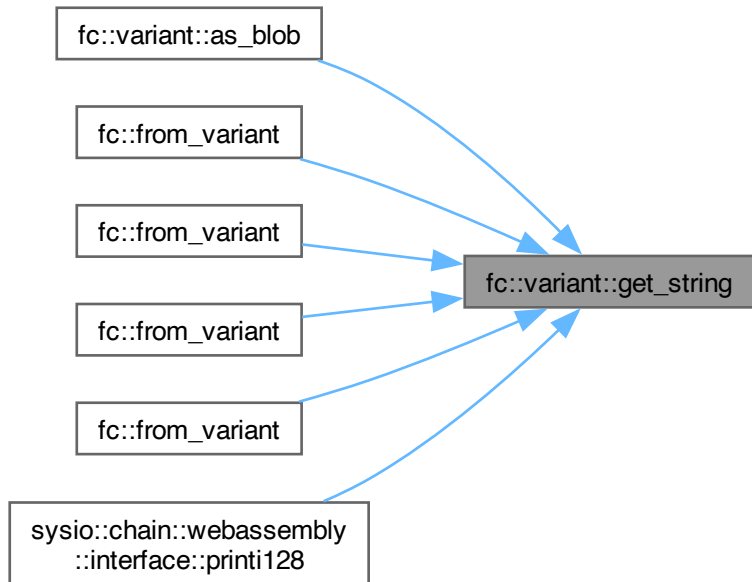 fc::variant::as_blob
fc::from_variant
fc::from_variant
fc::variant::get_string
fc::from_variant
fc::from_variant
sysio::chain::webassembly
::interface::printi128